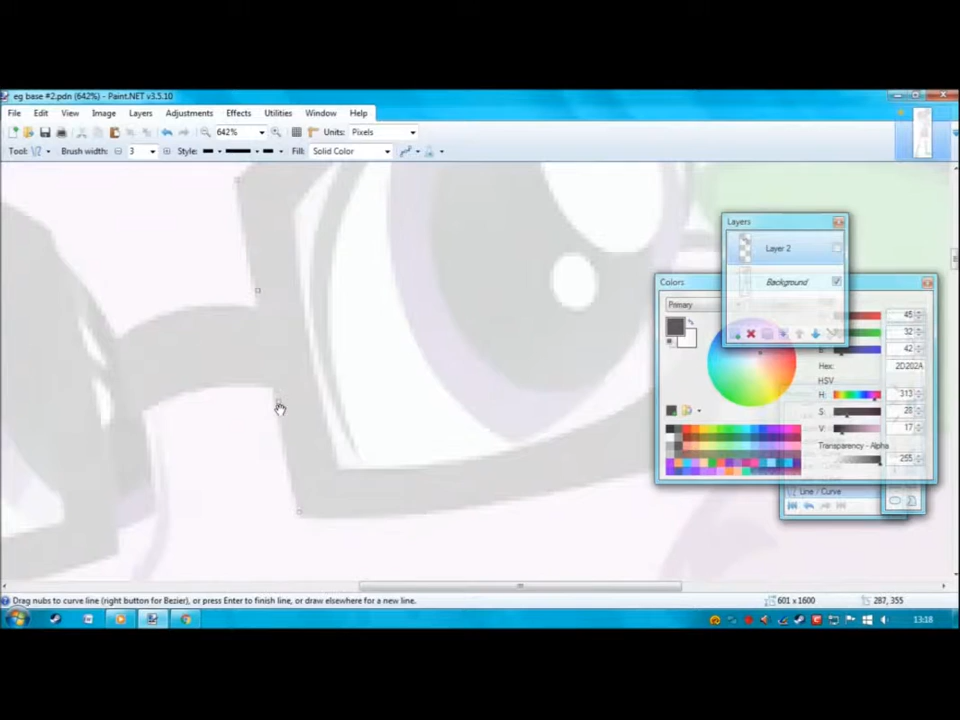 eg base #2.pdn (642%) - Paint.NET v3.5.10
File Edit View Image Layers Adjustments Effects Utilities Window Help
642% Units: Pixels
Tool: Brush width: 3 Style: Fill: Solid Color
Layers
Layer 2
Background
Colors
Primary
45
32
42
Hex: 2D202A
HSV
H: 313
S: 28
V: 17
Transparency - Alpha
255
Line / Curve
Drag nubs to curve line (right button for Bezier), or press Enter to finish line, or draw elsewhere for a new line. 601 x 1600 287, 355
13:18